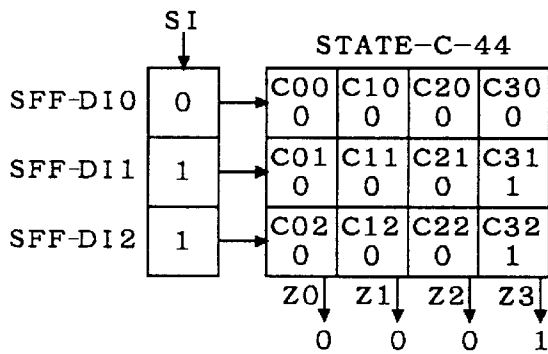 SI
STATE-C-44
SFF-DI0 0 C00 C10 C20 C30
0 0 0 0
SFF-DI1 1 C01 C11 C21 C31
0 0 0 1
SFF-DI2 1 C02 C12 C22 C32
0 0 0 1
Z0 Z1 Z2 Z3
0 0 0 1